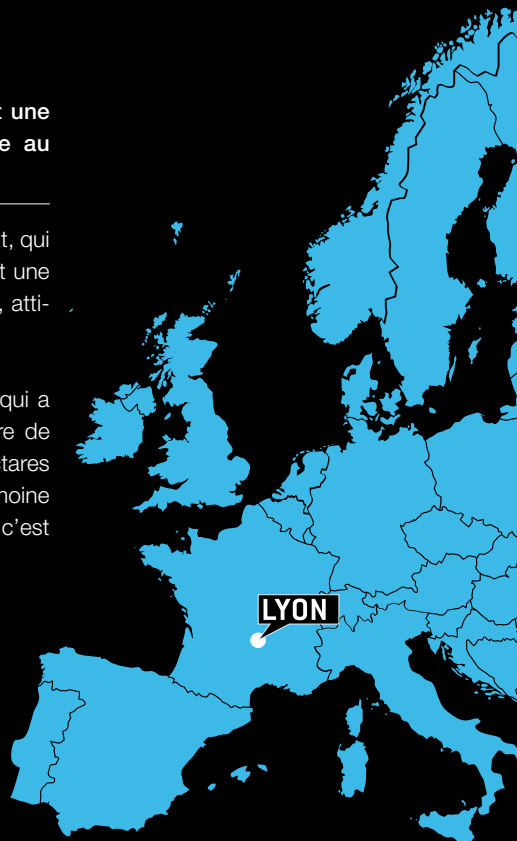 une
e au
t, qui
t une
, atti-
qui a
re de
tares
noine
c'est
LYON